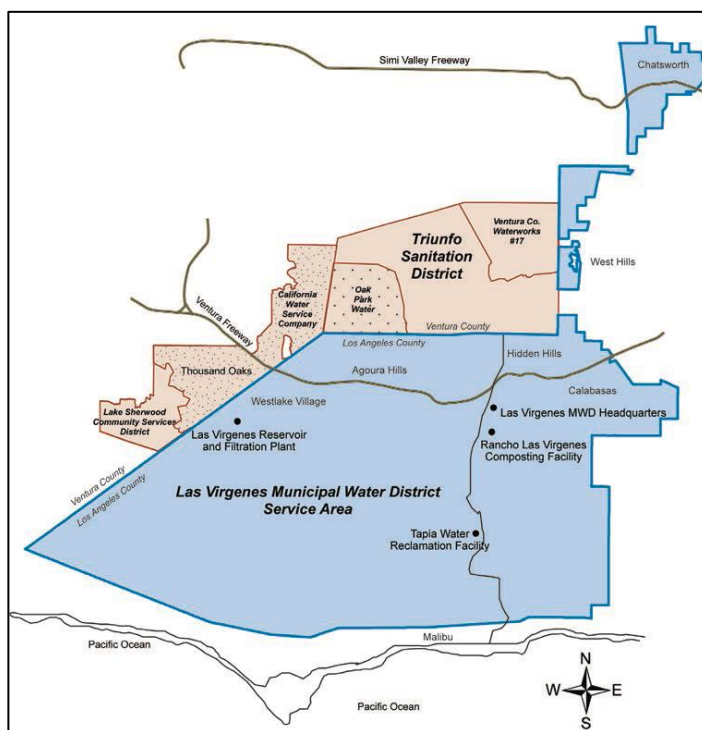 Simi Valley Freeway
Chatsworth
Ventura Co.
Waterworks
#17
Triunfo
Sanitation
District
West Hills
California
Water
Service
Company
Oak
Park
Water
Ventura Freeway
Ventura County
Los Angeles County
Hidden Hills
Thousand Oaks
Agoura Hills
Calabasas
Westlake Village
Lake Sherwood
Community Services
District
Las Virgenes MWD Headquarters
Las Virgenes Reservoir
and Filtration Plant
Rancho Las Virgenes
Composting Facility
Ventura County
Los Angeles County
Las Virgenes Municipal Water District
Service Area
Tapia Water
Reclamation Facility
Malibu
Pacific Ocean
Pacific Ocean
N
W
E
S